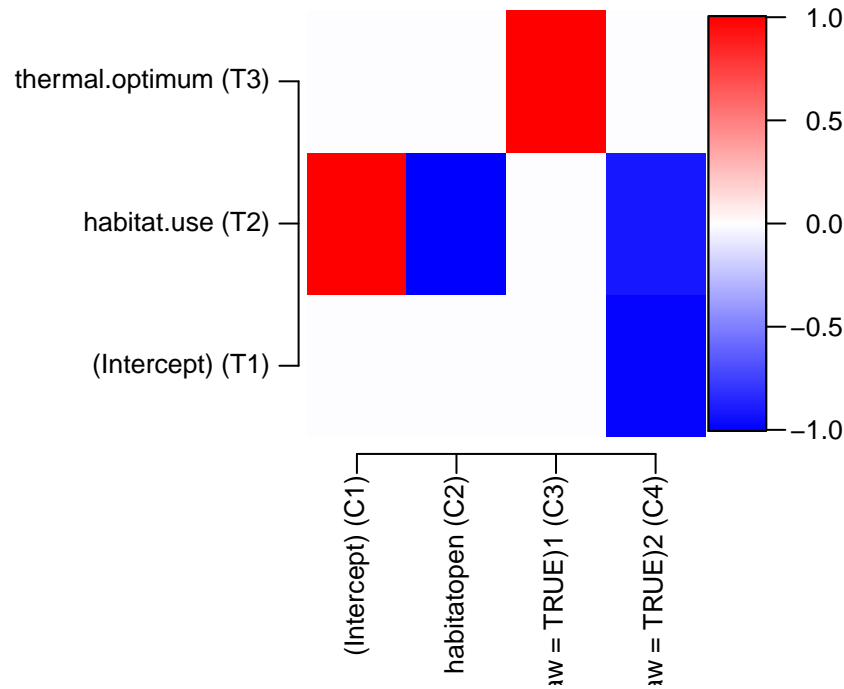 thermal.optimum (T3)
habitat.use (T2)
(Intercept) (T1)
1.0
0.5
0.0
−0.5
−1.0
(Intercept) (C1)
habitatopen (C2)
aw = TRUE)1 (C3)
aw = TRUE)2 (C4)